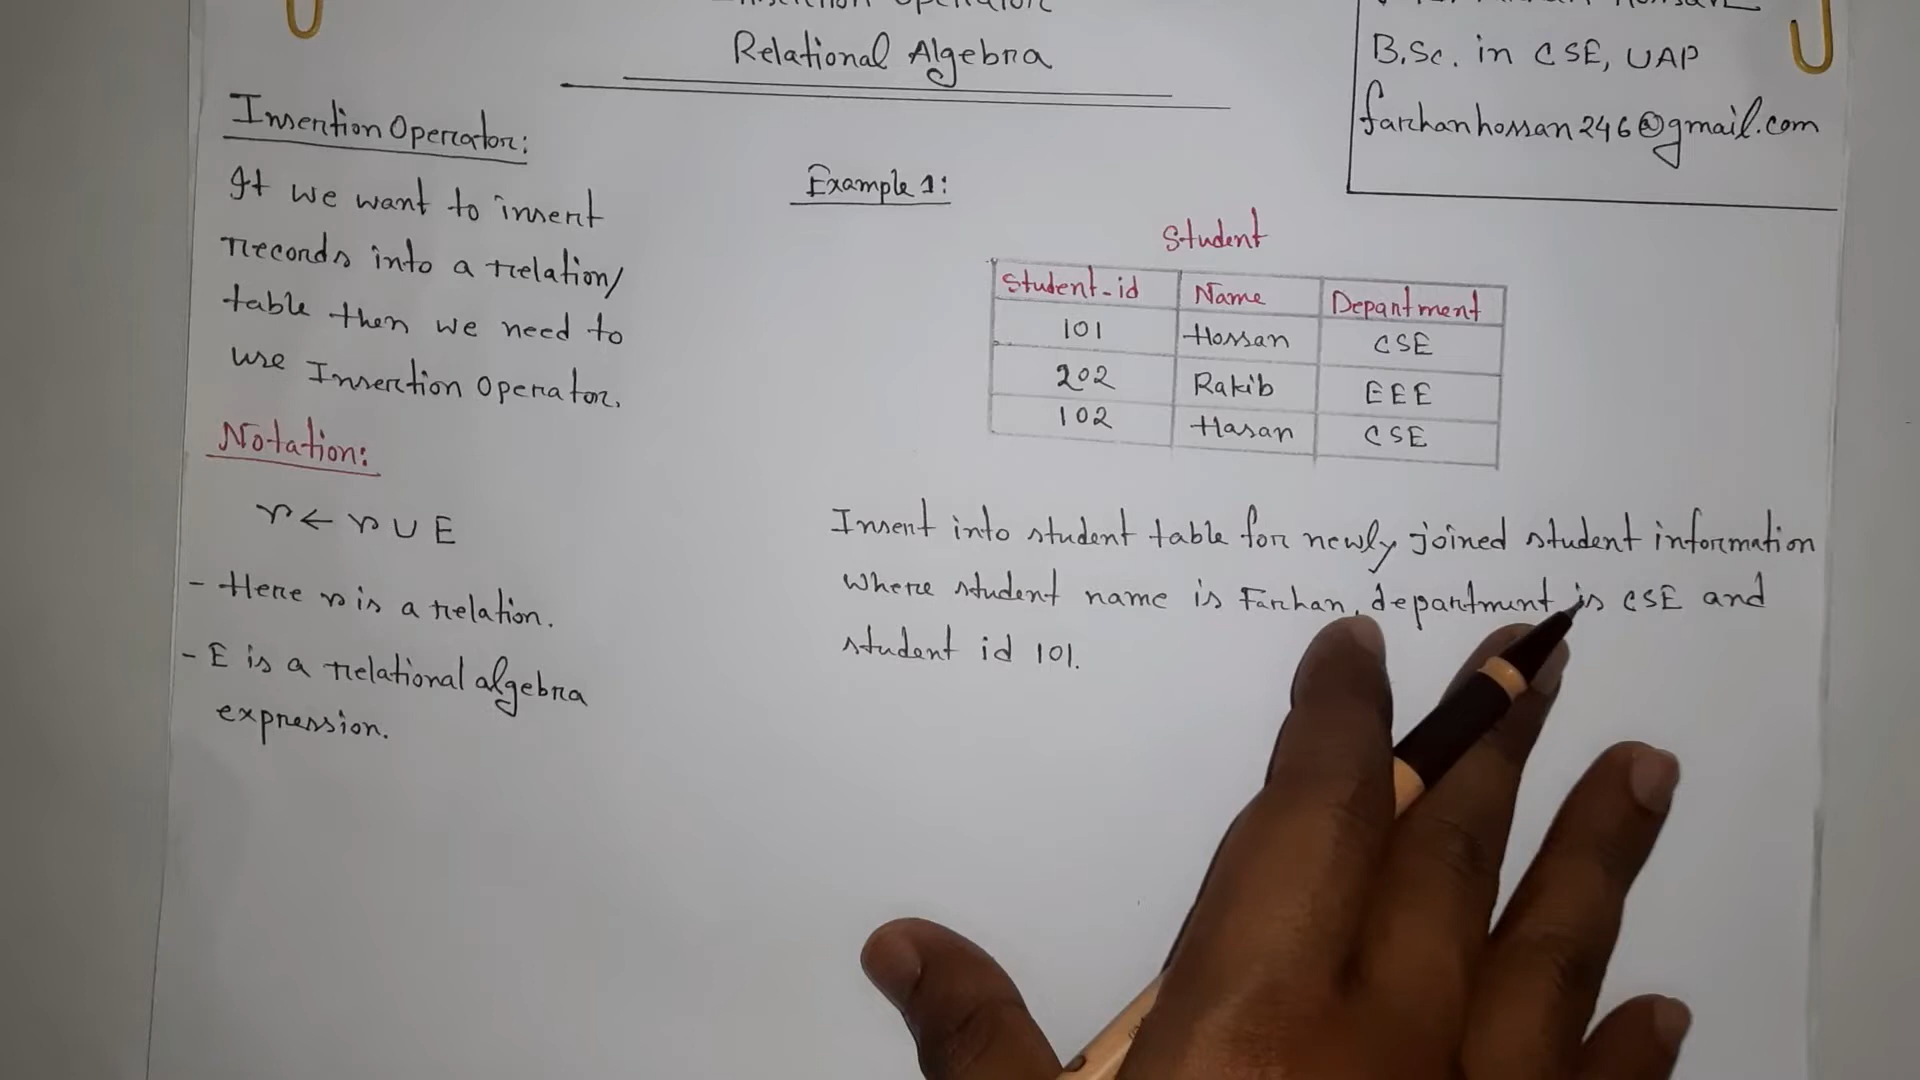 Relational Algebra
B.Sc. in CSE, UAP
farhanhossan246@gmail.com
Insertion Operator:
If we want to insert
records into a relation/
table then we need to
use Insertion Operator.
Notation:
r ← r ∪ E
- Here r is a relation.
- E is a relational algebra
expression.
Example 1:
Student
Student-id Name Department
101 Hossan CSE
202 Rakib EEE
102 Hasan CSE
Insert into student table for newly joined student information
where student name is Farhan, department is CSE and
student id 101.